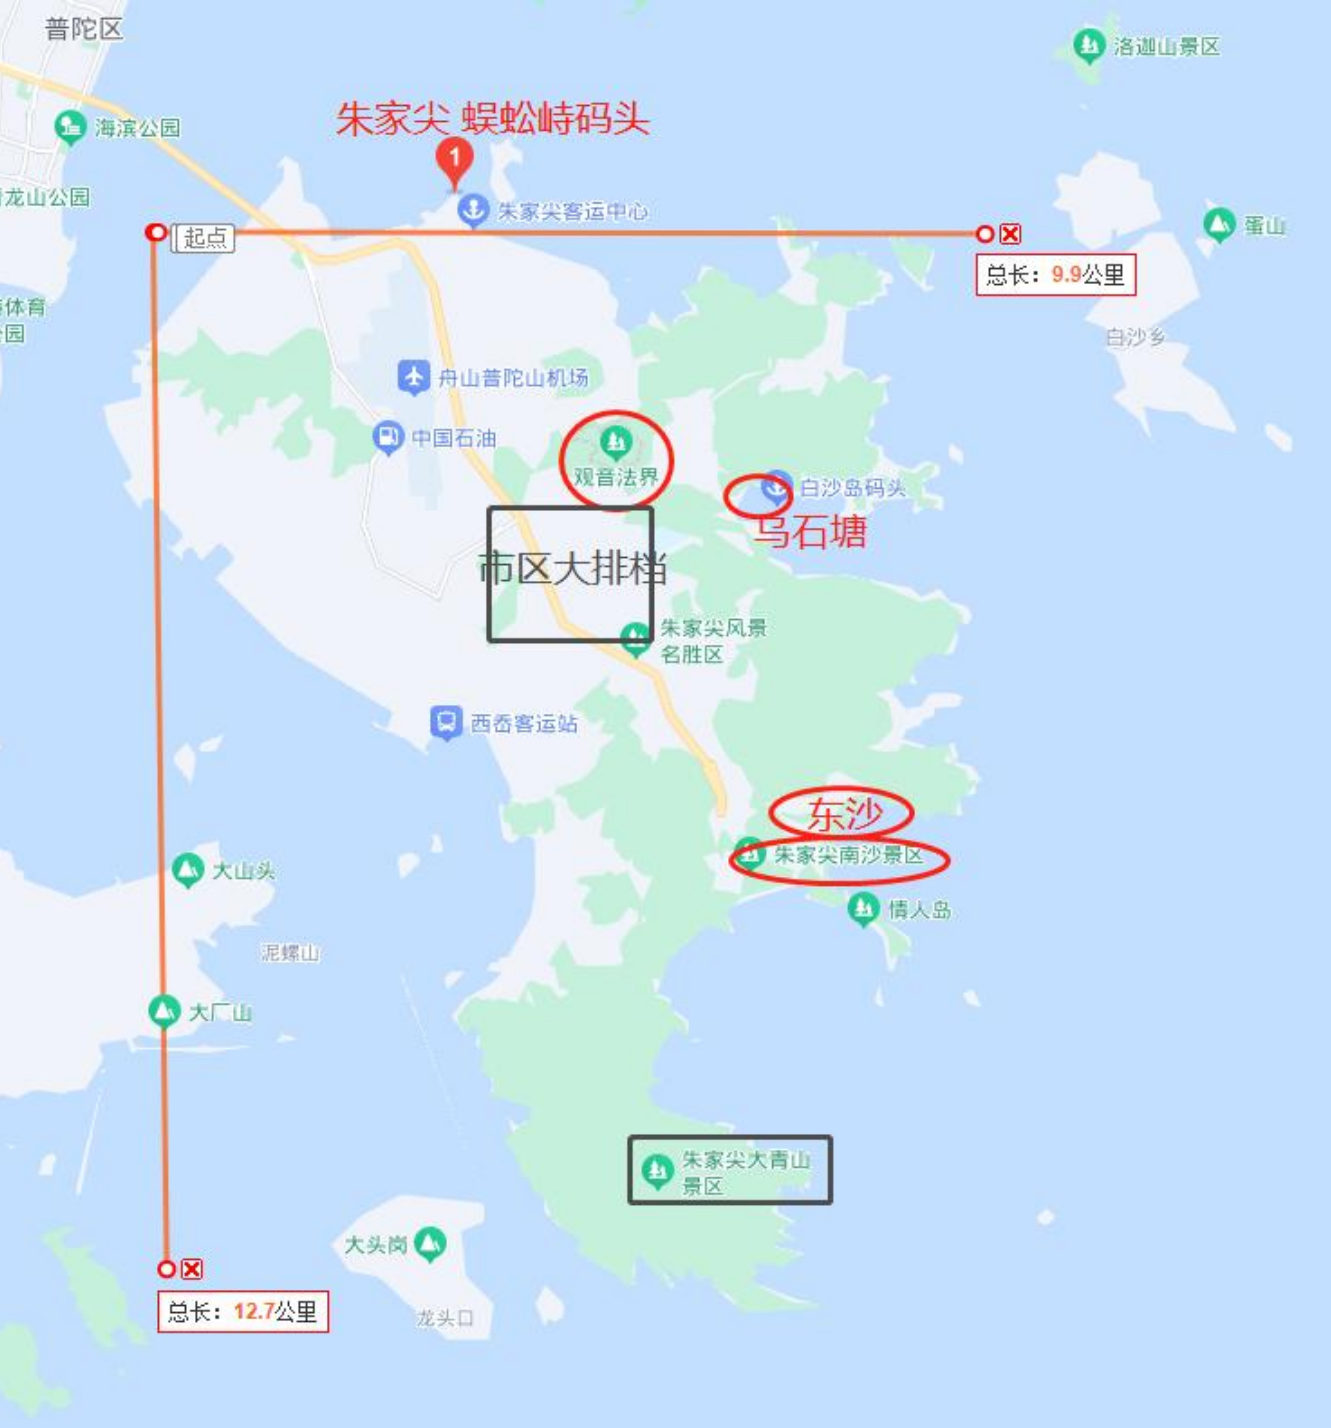 普陀区
洛迦山景区
朱家尖 蜈蚣峙码头
海滨公园
1
龙山公园
朱家尖客运中心
蛋山
起点
总长：9.9公里
体育
园
白沙乡
舟山普陀山机场
中国石油
观音法界
白沙岛码头
乌石塘
市区大排档
朱家尖风景
名胜区
西岙客运站
东沙
朱家尖南沙景区
大山头
情人岛
泥螺山
大厂山
朱家尖大青山
景区
大头岗
总长：12.7公里
龙头口